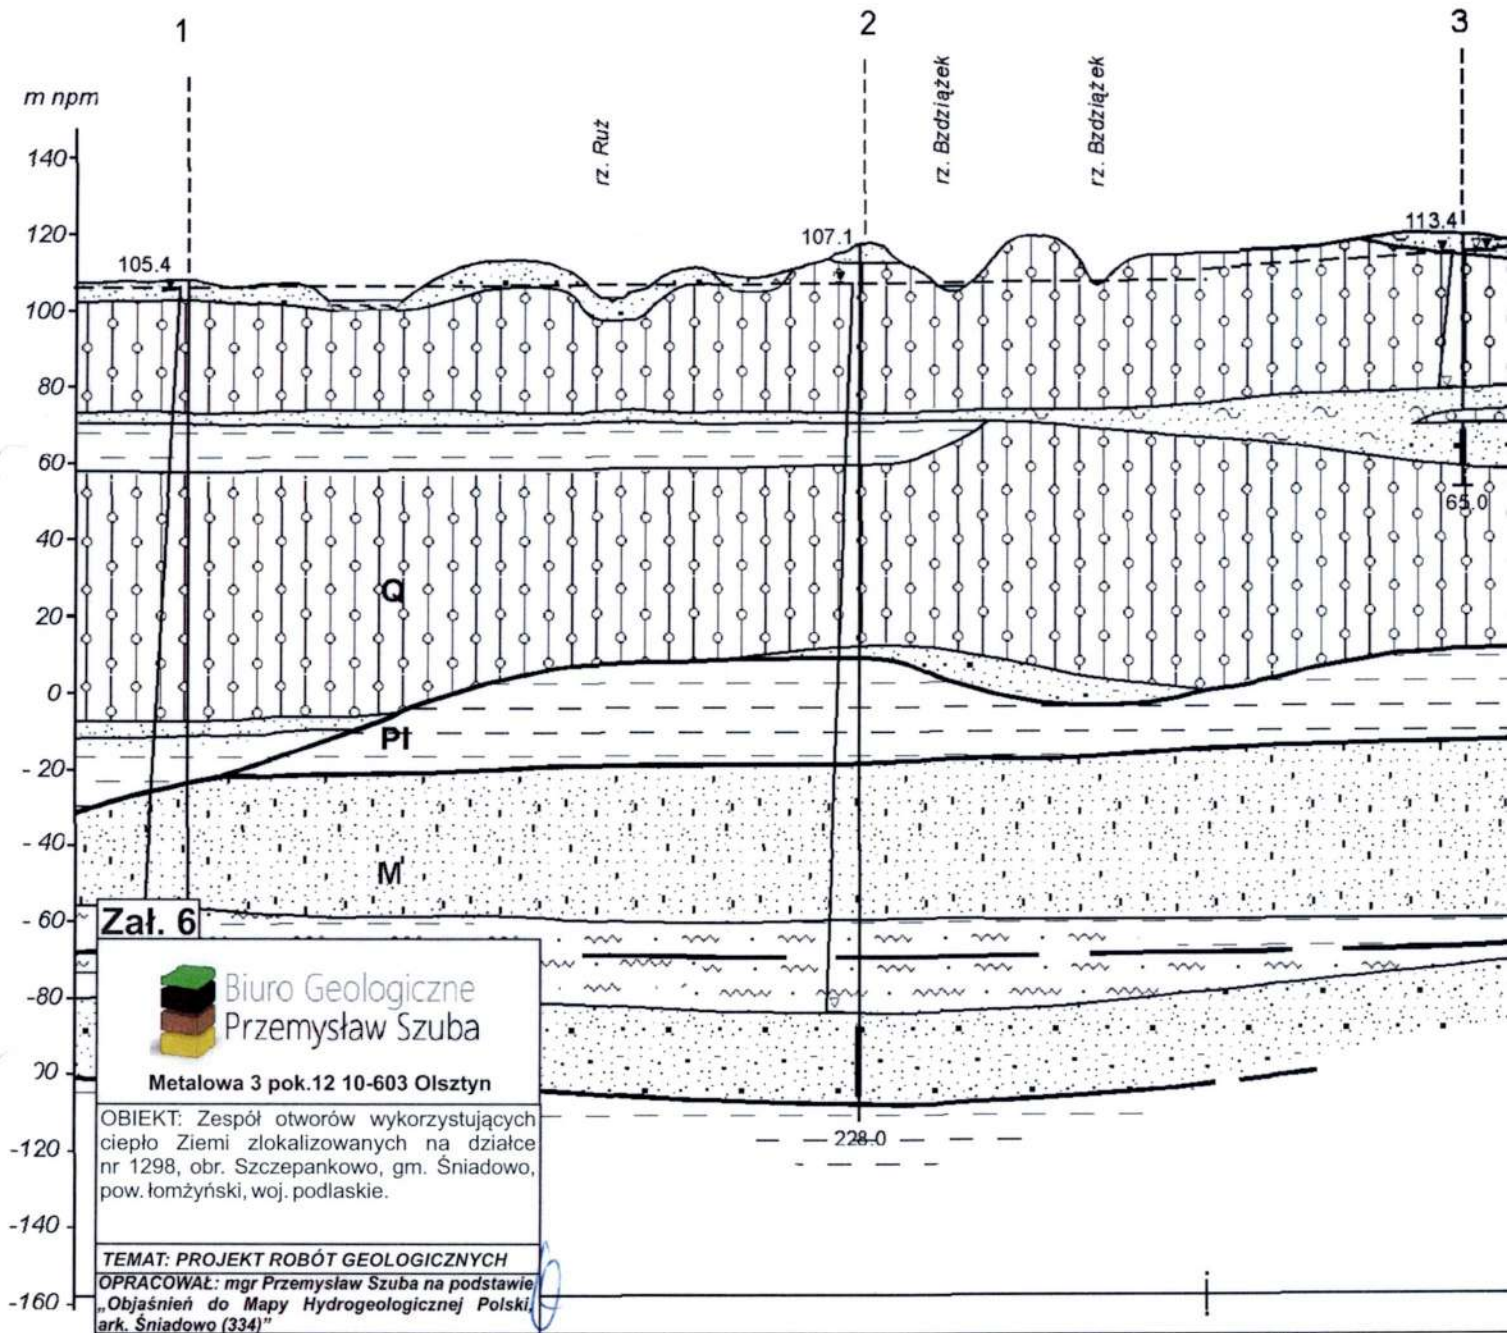 1
2
3
m npm
rz. Ruż
rz. Bzdziążek
rz. Bzdziążek
140
120
100
80
60
40
20
0
- 20
- 40
- 60
-80
00
-120
-140
-160
105.4
107.1
113.4
65.0
Q
Pl
M
228.0
Zał. 6
Biuro Geologiczne
Przemysław Szuba
Metalowa 3 pok.12 10-603 Olsztyn
OBIEKT: Zespół otworów wykorzystujących
ciepło Ziemi zlokalizowanych na działce
nr 1298, obr. Szczepankowo, gm. Śniadowo,
pow. łomżyński, woj. podlaskie.
TEMAT: PROJEKT ROBÓT GEOLOGICZNYCH
OPRACOWAŁ: mgr Przemysław Szuba na podstawie
„Objaśnień do Mapy Hydrogeologicznej Polski,
ark. Śniadowo (334)”